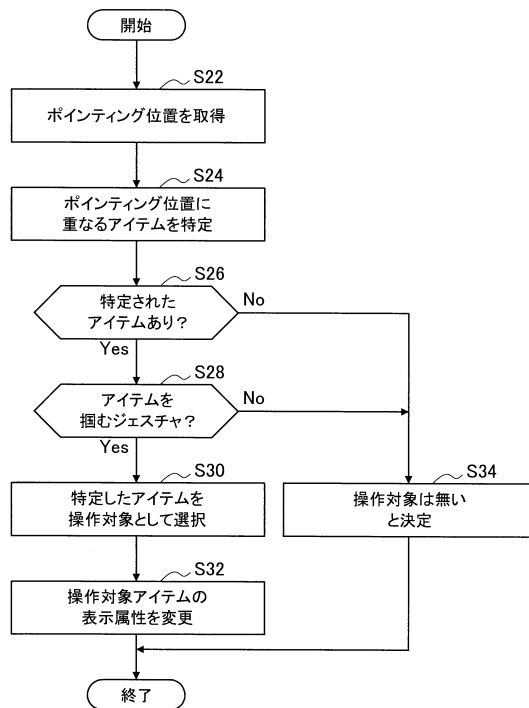 開始
S22
ポインティング位置を取得
S24
ポインティング位置に
重なるアイテムを特定
S26
特定された
アイテムあり?
No
Yes
S28
アイテムを
掴むジェスチャ?
No
Yes
S30
特定したアイテムを
操作対象として選択
S34
操作対象は無い
と決定
S32
操作対象アイテムの
表示属性を変更
終了